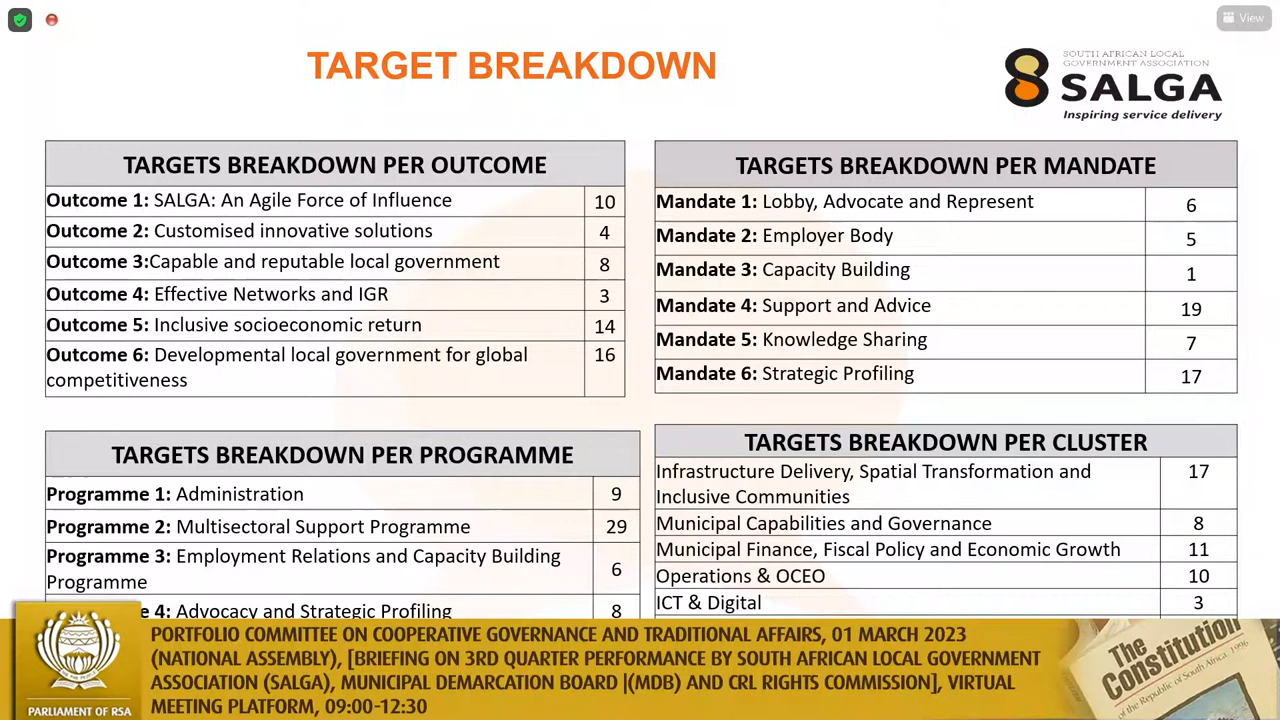 View
TARGET BREAKDOWN
SOUTH AFRICAN LOCAL
GOVERNMENT ASSOCIATION
SALGA
Inspiring service delivery
TARGETS BREAKDOWN PER OUTCOME
Outcome 1: SALGA: An Agile Force of Influence 10
Outcome 2: Customised innovative solutions 4
Outcome 3:Capable and reputable local government 8
Outcome 4: Effective Networks and IGR 3
Outcome 5: Inclusive socioeconomic return 14
Outcome 6: Developmental local government for global 16
competitiveness
TARGETS BREAKDOWN PER MANDATE
Mandate 1: Lobby, Advocate and Represent 6
Mandate 2: Employer Body 5
Mandate 3: Capacity Building 1
Mandate 4: Support and Advice 19
Mandate 5: Knowledge Sharing 7
Mandate 6: Strategic Profiling 17
TARGETS BREAKDOWN PER PROGRAMME
Programme 1: Administration 9
Programme 2: Multisectoral Support Programme 29
Programme 3: Employment Relations and Capacity Building 6
Programme
4: Advocacy and Strategic Profiling 8
TARGETS BREAKDOWN PER CLUSTER
Infrastructure Delivery, Spatial Transformation and 17
Inclusive Communities
Municipal Capabilities and Governance 8
Municipal Finance, Fiscal Policy and Economic Growth 11
Operations & OCEO 10
ICT & Digital 3
PORTFOLIO COMMITTEE ON COOPERATIVE GOVERNANCE AND TRADITIONAL AFFAIRS, 01 MARCH 2023
(NATIONAL ASSEMBLY), [BRIEFING ON 3RD QUARTER PERFORMANCE BY SOUTH AFRICAN LOCAL GOVERNMENT
ASSOCIATION (SALGA), MUNICIPAL DEMARCATION BOARD |(MDB) AND CRL RIGHTS COMMISSION], VIRTUAL
MEETING PLATFORM, 09:00-12:30
PARLIAMENT OF RSA
The
Constitution
of the Republic of South Africa, 1996